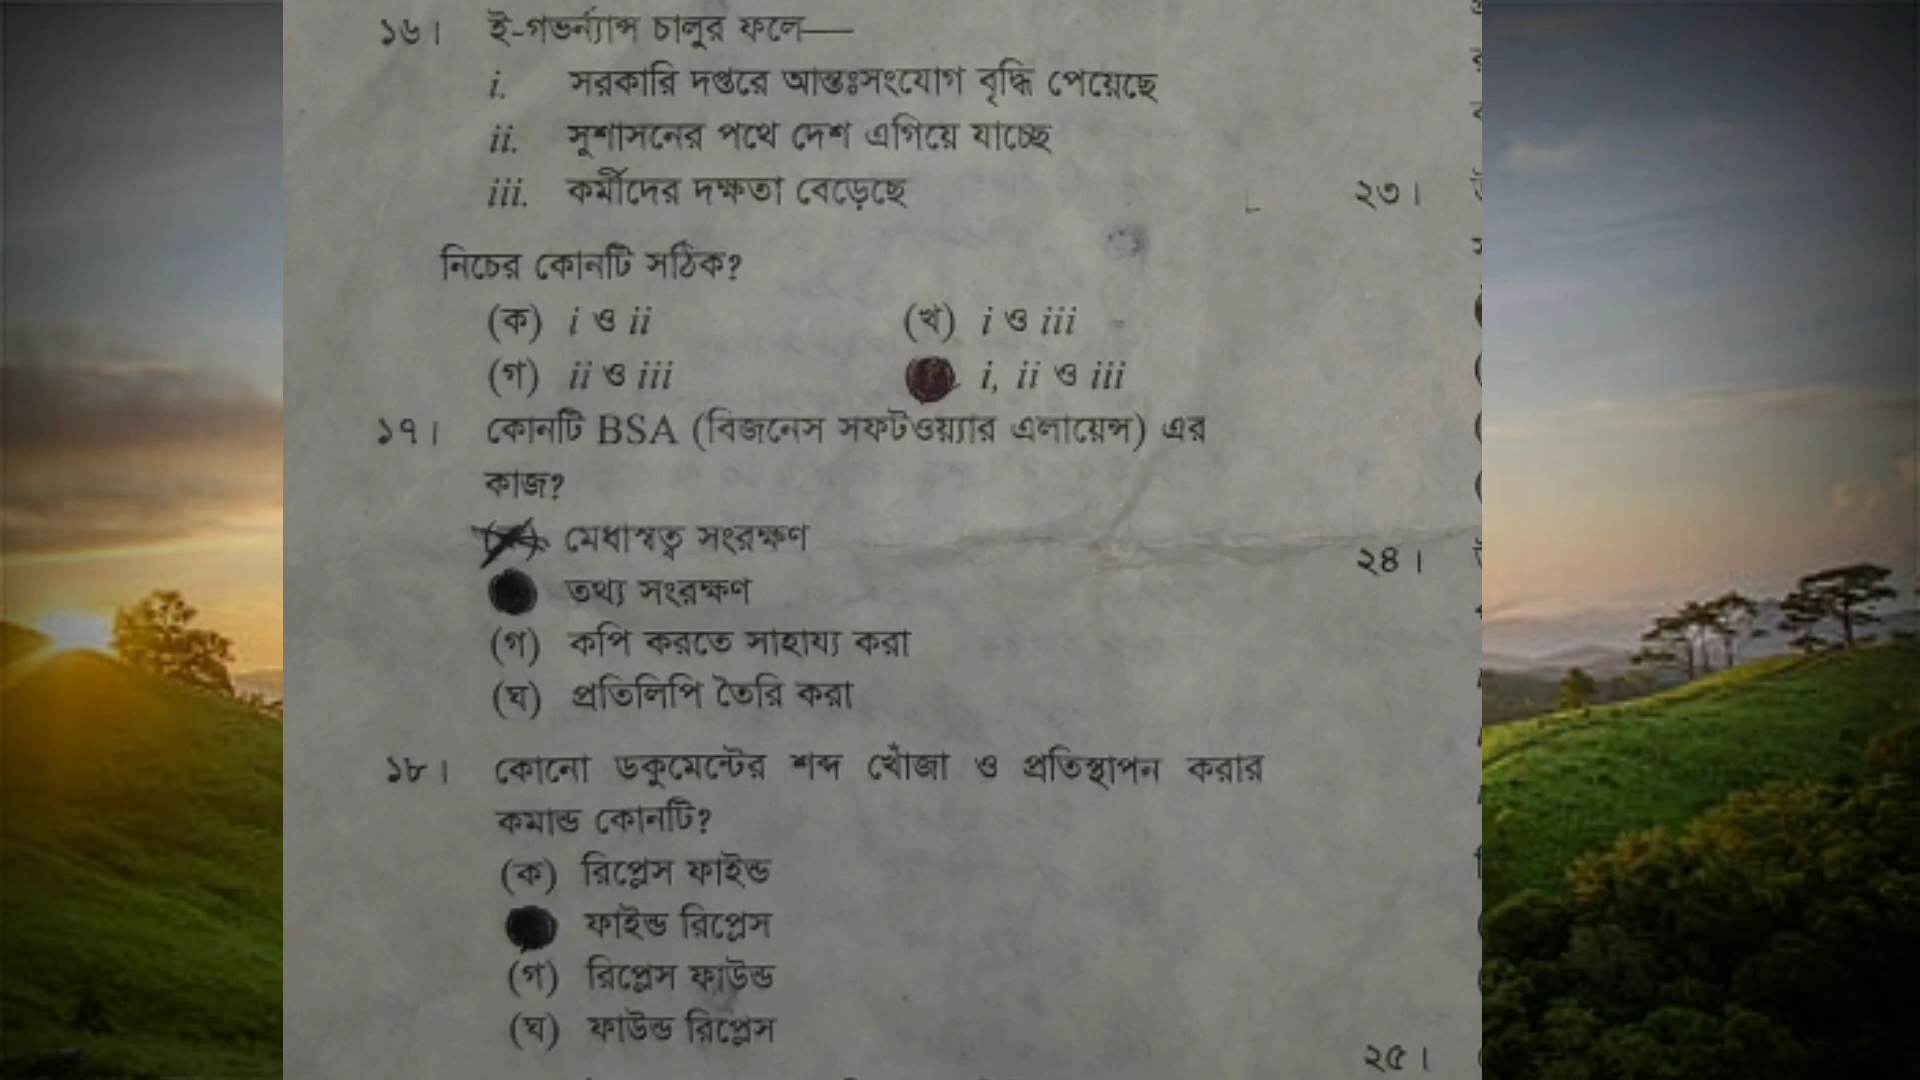 ১৬। ই-গভর্ন্যান্স চালুর ফলে—
i. সরকারি দপ্তরে আন্তঃসংযোগ বৃদ্ধি পেয়েছে
ii. সুশাসনের পথে দেশ এগিয়ে যাচ্ছে
iii. কর্মীদের দক্ষতা বেড়েছে
নিচের কোনটি সঠিক?
(ক) i ও ii (খ) i ও iii
(গ) ii ও iii i, ii ও iii
১৭। কোনটি BSA (বিজনেস সফটওয়্যার এলায়েন্স) এর
কাজ?
মেধাস্বত্ব সংরক্ষণ
তথ্য সংরক্ষণ
(গ) কপি করতে সাহায্য করা
(ঘ) প্রতিলিপি তৈরি করা
১৮। কোনো ডকুমেন্টের শব্দ খোঁজা ও প্রতিস্থাপন করার
কমান্ড কোনটি?
(ক) রিপ্লেস ফাইন্ড
ফাইন্ড রিপ্লেস
(গ) রিপ্লেস ফাউন্ড
(ঘ) ফাউন্ড রিপ্লেস
২৩।
২৪।
২৫।